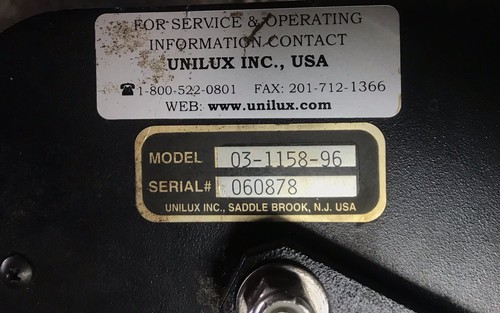 FOR SERVICE & OPERATING
INFORMATION CONTACT
UNILUX INC., USA
☎1-800-522-0801 FAX: 201-712-1366
WEB: www.unilux.com
MODEL 03-1158-96
SERIAL# 060878
UNILUX INC., SADDLE BROOK, N.J. USA